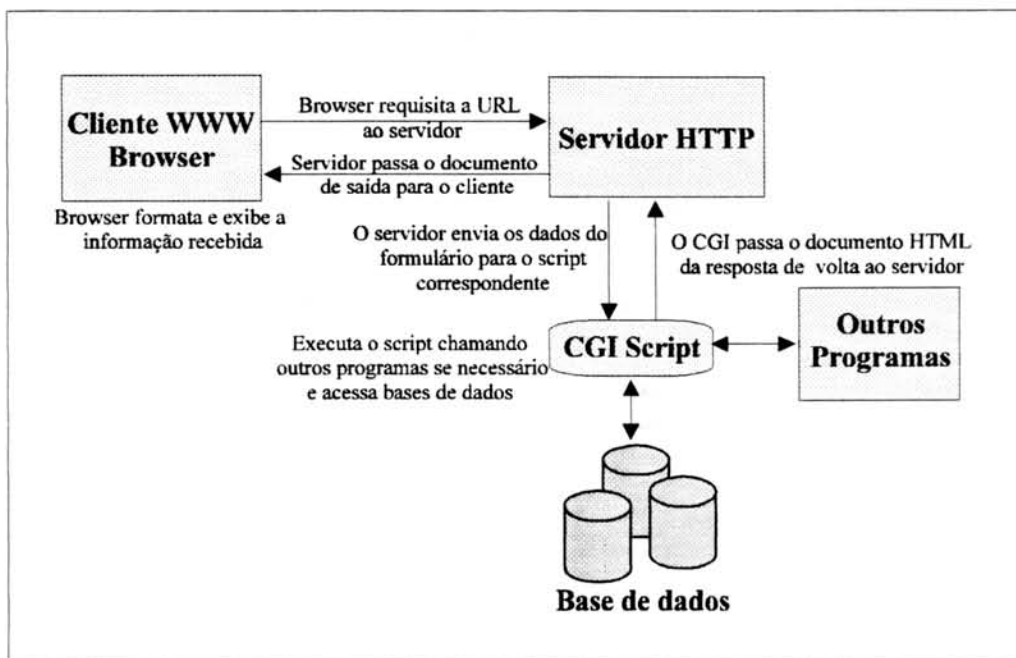 Cliente WWW
Browser
Browser requisita a URL
ao servidor
Servidor passa o documento
de saída para o cliente
Servidor HTTP
Browser formata e exibe a
informação recebida
O servidor envia os dados do
formulário para o script
correspondente
O CGI passa o documento HTML
da resposta de volta ao servidor
Executa o script chamando
outros programas se necessário
e acessa bases de dados
CGI Script
Outros
Programas
Base de dados